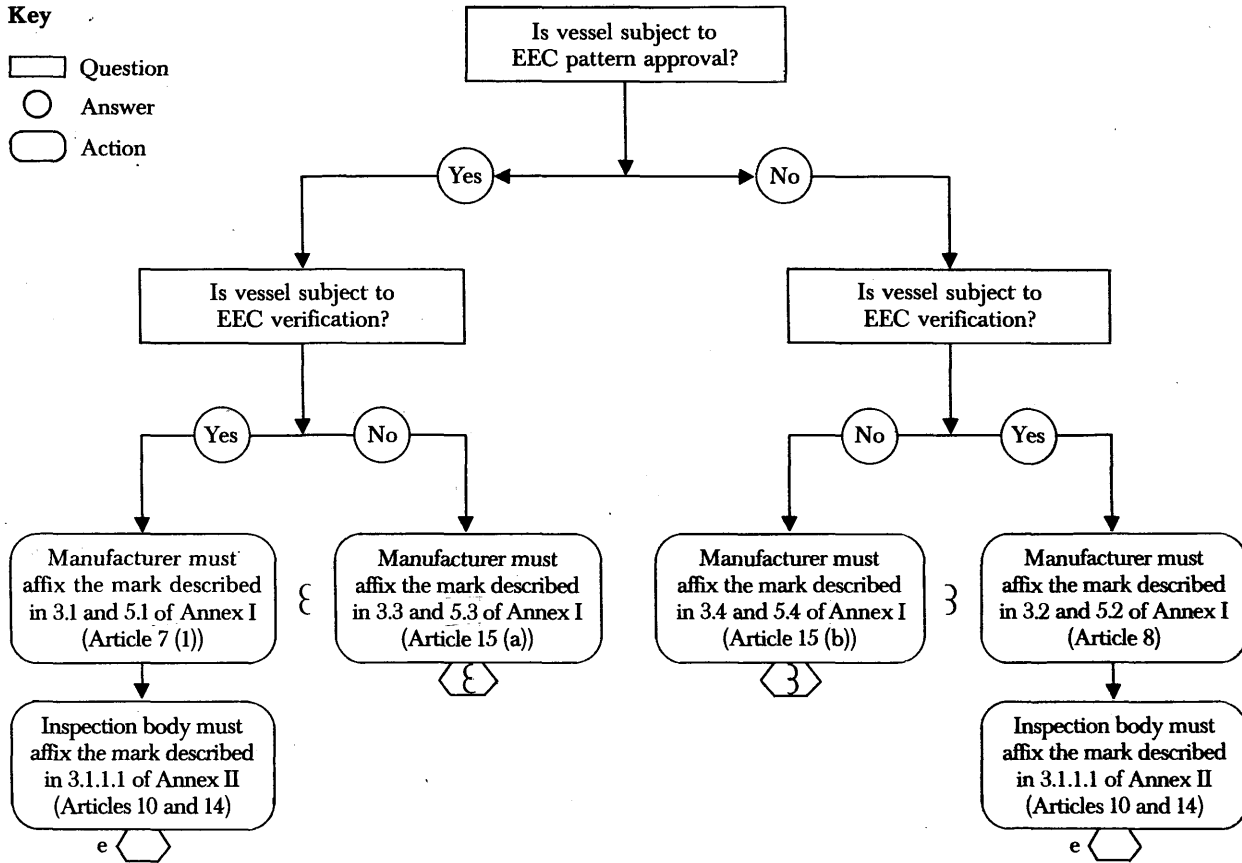 Key
Question
Answer
Action
Is vessel subject to
EEC pattern approval?
Yes
No
Is vessel subject to
EEC verification?
Is vessel subject to
EEC verification?
Yes
No
No
Yes
Manufacturer must
affix the mark described
in 3.1 and 5.1 of Annex I
(Article 7 (1))
Manufacturer must
affix the mark described
in 3.3 and 5.3 of Annex I
(Article 15 (a))
Manufacturer must
affix the mark described
in 3.4 and 5.4 of Annex I
(Article 15 (b))
Manufacturer must
affix the mark described
in 3.2 and 5.2 of Annex I
(Article 8)
Inspection body must
affix the mark described
in 3.1.1.1 of Annex II
(Articles 10 and 14)
Inspection body must
affix the mark described
in 3.1.1.1 of Annex II
(Articles 10 and 14)
e
e